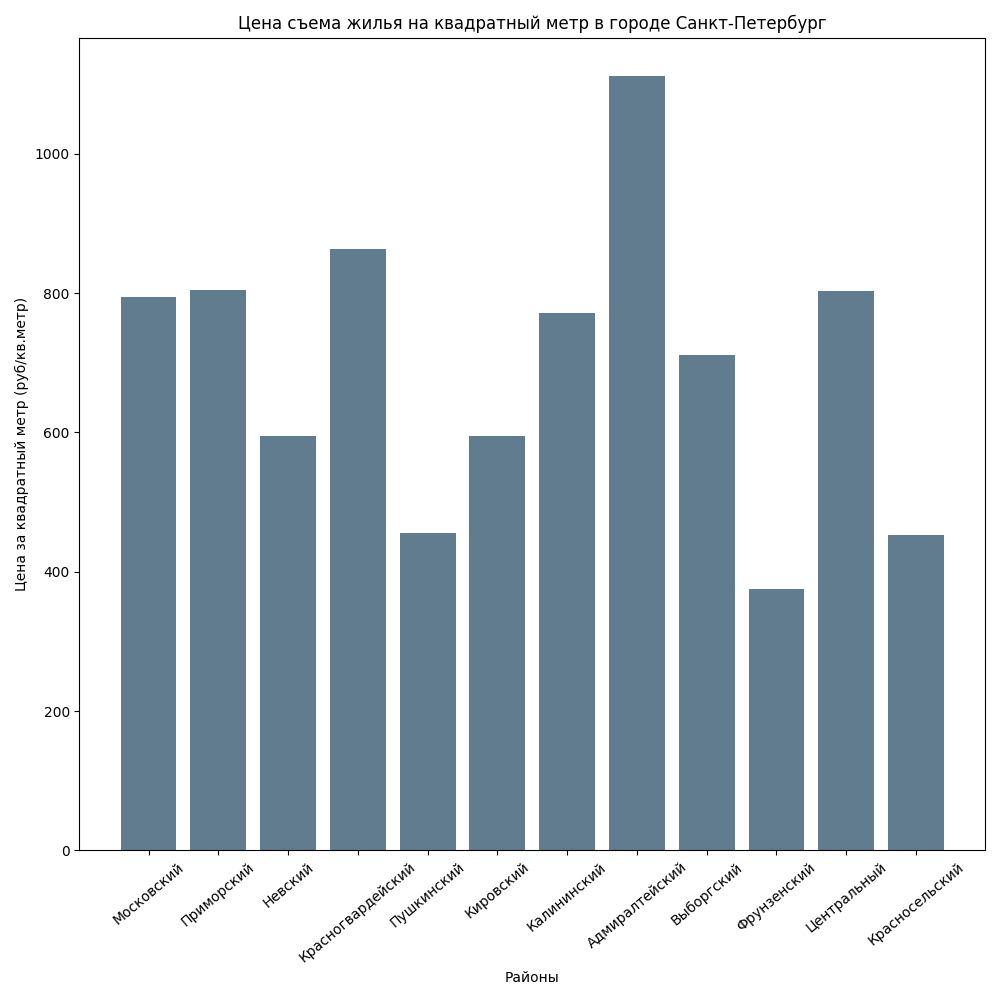 Цена съема жилья на квадратный метр в городе Санкт-Петербург
Цена за квадратный метр (руб/кв.метр)
1000
800
600
400
200
0
Московский
Приморский
Невский
Красногвардейский
Пушкинский
Кировский
Калининский
Адмиралтейский
Выборгский
Фрунзенский
Центральный
Красносельский
Районы